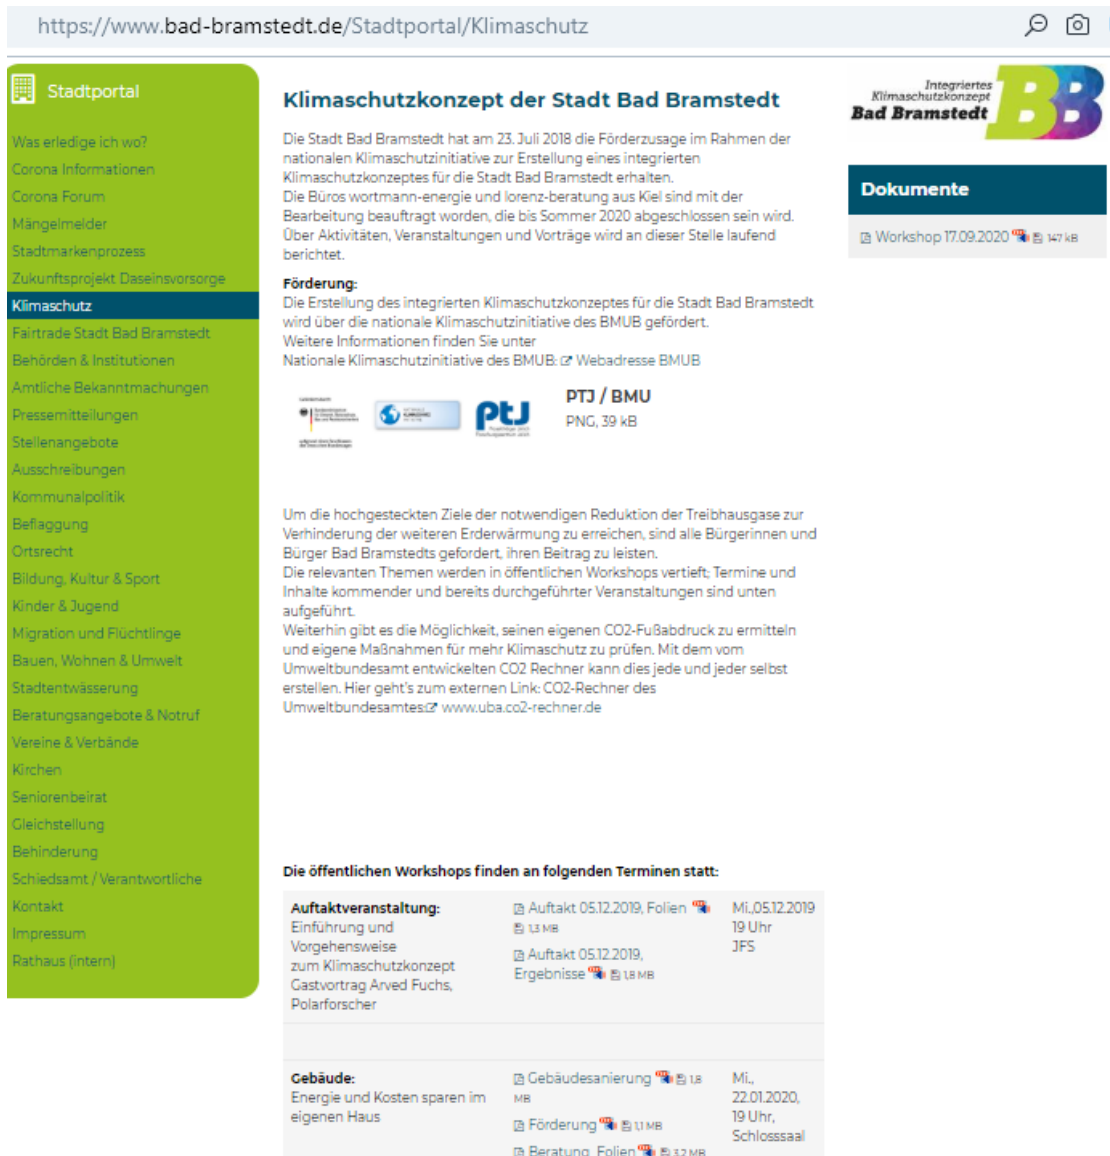 https://www.bad-bramstedt.de/Stadtportal/Klimaschutz
Stadtportal
Was erledige ich wo?
Corona Informationen
Corona Forum
Mängelmelder
Stadtmarkenprozess
Zukunftsprojekt Daseinsvorsorge
Klimaschutz
Fairtrade Stadt Bad Bramstedt
Behörden & Institutionen
Amtliche Bekanntmachungen
Pressemitteilungen
Stellenangebote
Ausschreibungen
Kommunalpolitik
Beflaggung
Ortsrecht
Bildung, Kultur & Sport
Kinder & Jugend
Migration und Flüchtlinge
Bauen, Wohnen & Umwelt
Stadtentwässerung
Beratungsangebote & Notruf
Vereine & Verbände
Kirchen
Seniorenbeirat
Gleichstellung
Behinderung
Schiedsamt / Verantwortliche
Kontakt
Impressum
Rathaus (intern)
Klimaschutzkonzept der Stadt Bad Bramstedt
Die Stadt Bad Bramstedt hat am 23. Juli 2018 die Förderzusage im Rahmen der
nationalen Klimaschutzinitiative zur Erstellung eines integrierten
Klimaschutzkonzeptes für die Stadt Bad Bramstedt erhalten.
Die Büros wortmann-energie und lorenz-beratung aus Kiel sind mit der
Bearbeitung beauftragt worden, die bis Sommer 2020 abgeschlossen sein wird.
Über Aktivitäten, Veranstaltungen und Vorträge wird an dieser Stelle laufend
berichtet.
Förderung:
Die Erstellung des integrierten Klimaschutzkonzeptes für die Stadt Bad Bramstedt
wird über die nationale Klimaschutzinitiative des BMUB gefördert.
Weitere Informationen finden Sie unter
Nationale Klimaschutzinitiative des BMUB: Webadresse BMUB
ptJ
PTJ / BMU
PNG, 39 kB
Um die hochgesteckten Ziele der notwendigen Reduktion der Treibhausgase zur
Verhinderung der weiteren Erderwärmung zu erreichen, sind alle Bürgerinnen und
Bürger Bad Bramstedts gefordert, ihren Beitrag zu leisten.
Die relevanten Themen werden in öffentlichen Workshops vertieft; Termine und
Inhalte kommender und bereits durchgeführter Veranstaltungen sind unten
aufgeführt.
Weiterhin gibt es die Möglichkeit, seinen eigenen CO2-Fußabdruck zu ermitteln
und eigene Maßnahmen für mehr Klimaschutz zu prüfen. Mit dem vom
Umweltbundesamt entwickelten CO2 Rechner kann dies jede und jeder selbst
erstellen. Hier geht's zum externen Link: CO2-Rechner des
Umweltbundesamtes: www.uba.co2-rechner.de
Die öffentlichen Workshops finden an folgenden Terminen statt:
Auftaktveranstaltung:
Einführung und
Vorgehensweise
zum Klimaschutzkonzept
Gastvortrag Arved Fuchs,
Polarforscher
Auftakt 05.12.2019, Folien
1,3 MB
Auftakt 05.12.2019,
Ergebnisse 1,8 MB
Mi.,05.12.2019
19 Uhr
JFS
Gebäude:
Energie und Kosten sparen im
eigenen Haus
Gebäudesanierung 1,8
MB
Förderung 1,1 MB
Beratung, Folien 3,2 MB
Mi.,
22.01.2020,
19 Uhr,
Schlosssaal
Integriertes
Klimaschutzkonzept
Bad Bramstedt
BB
Dokumente
Workshop 17.09.2020 147 kB